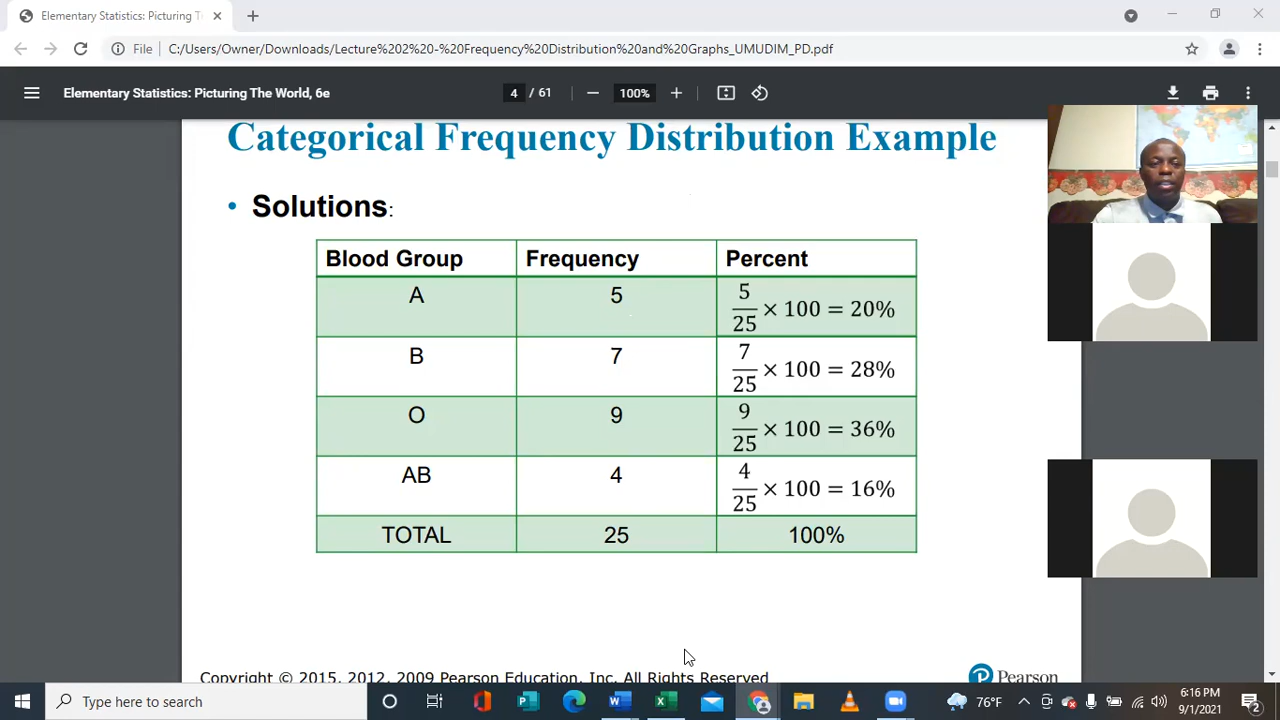 Elementary Statistics: Picturing T
File
C:/Users/Owner/Downloads/Lecture%202%20-%20Frequency%20Distribution%20and%20Graphs_UMUDIM_PD.pdf
Elementary Statistics: Picturing The World, 6e
4 / 61
100%
Categorical Frequency Distribution Example
• Solutions:
Blood Group Frequency Percent
A 5 5/25 × 100 = 20%
B 7 7/25 × 100 = 28%
O 9 9/25 × 100 = 36%
AB 4 4/25 × 100 = 16%
TOTAL 25 100%
Copyright © 2015, 2012, 2009 Pearson Education, Inc. All Rights Reserved
Pearson
Type here to search
76°F
6:16 PM
9/1/2021
2